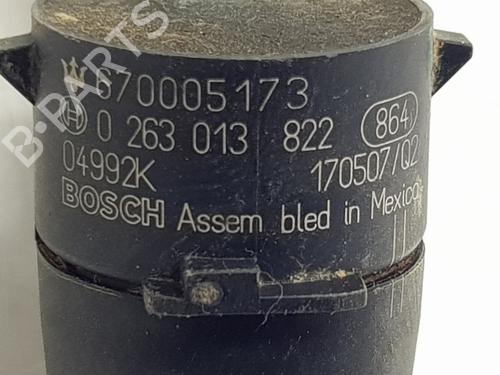 670005173
0 263 013 822 864
04992K 170507/Q2
BOSCH Assem bled in Mexico
B-PARTS